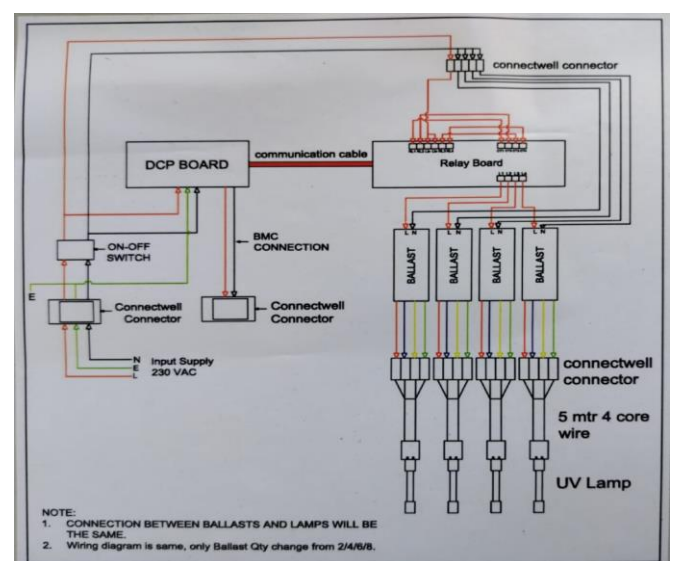 connectwell connector
DCP BOARD
communication cable
Relay Board
ON-OFF
SWITCH
BMC
CONNECTION
L N L N L N L N
BALLAST
BALLAST
BALLAST
BALLAST
E
Connectwell
Connector
Connectwell
Connector
N
E
L
Input Supply
230 VAC
connectwell
connector
5 mtr 4 core
wire
UV Lamp
NOTE:
1. CONNECTION BETWEEN BALLASTS AND LAMPS WILL BE
THE SAME.
2. Wiring diagram is same, only Ballast Qty change from 2/4/6/8.